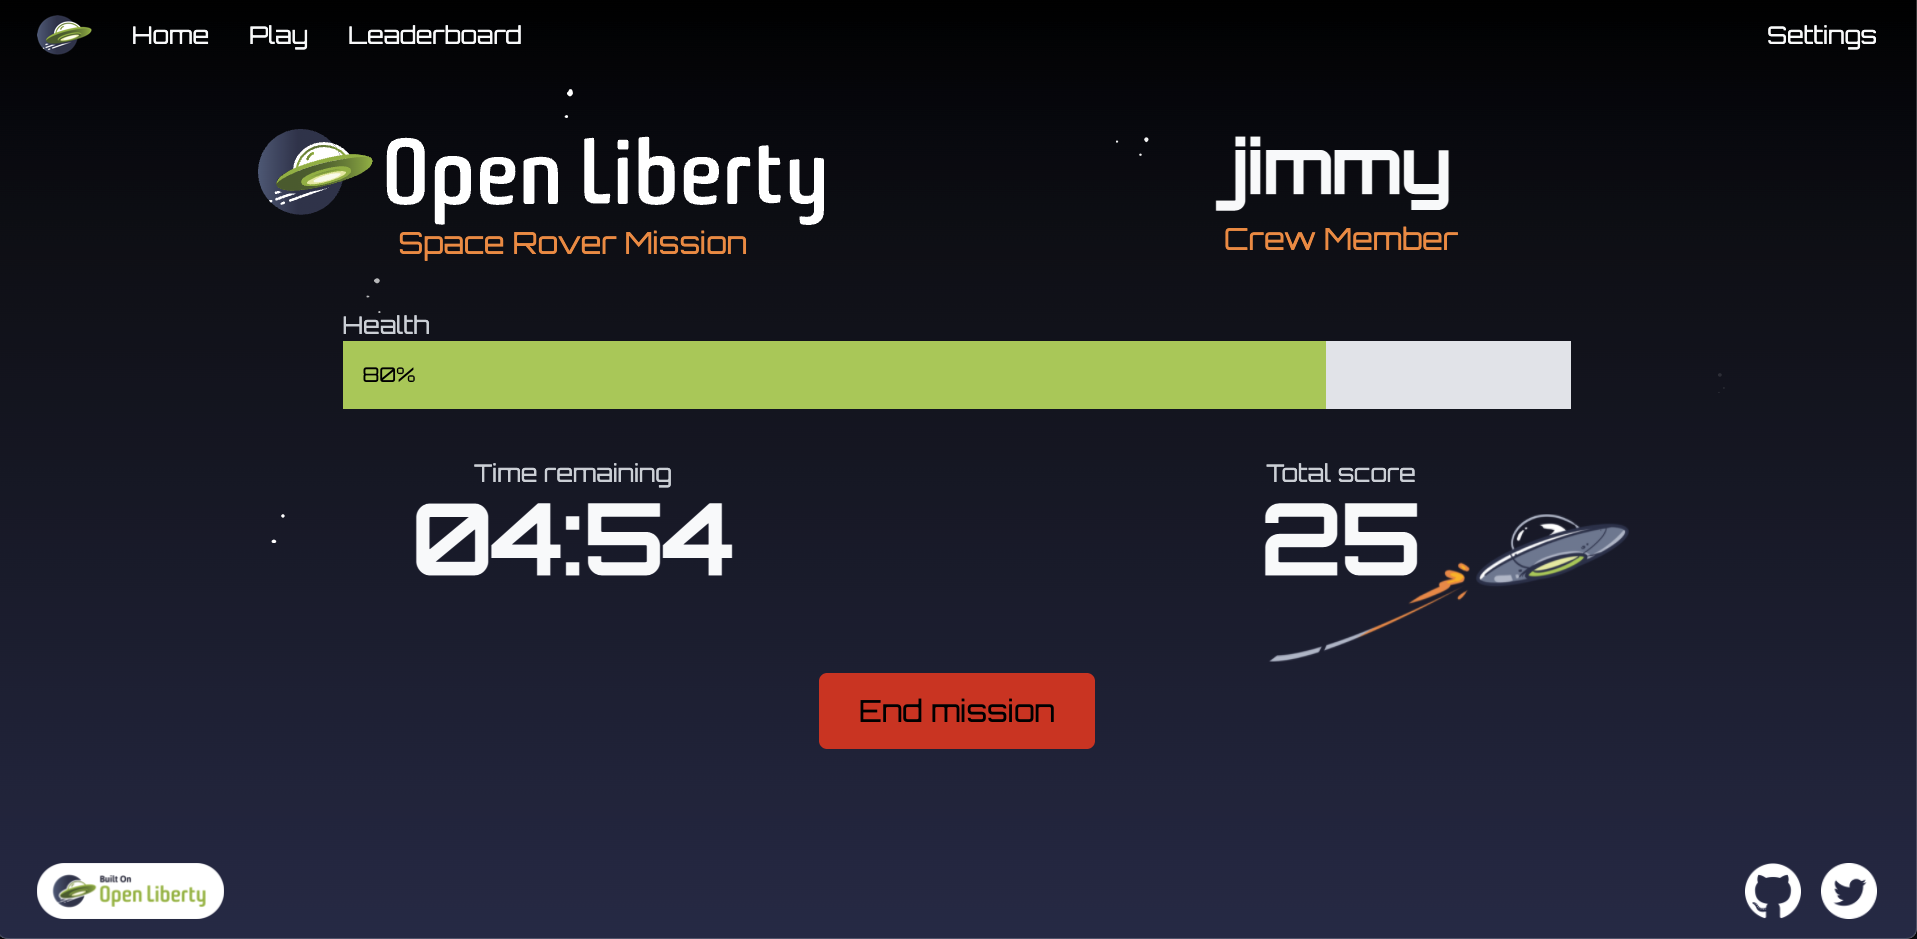 Home Play Leaderboard Settings
Open Liberty
Space Rover Mission
jimmy
Crew Member
Health
80%
Time remaining
04:54
Total score
25
End mission
Built On
Open Liberty